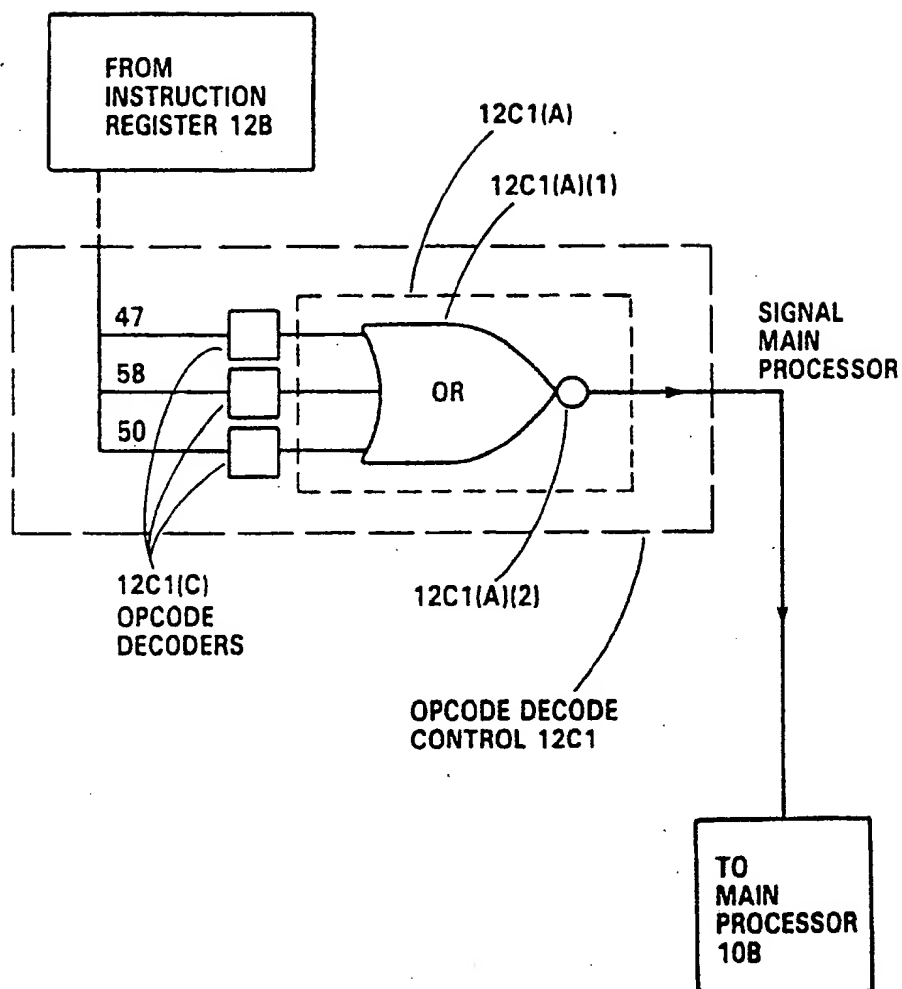 FROM
INSTRUCTION
REGISTER 12B
12C1(A)
12C1(A)(1)
47
58
50
OR
SIGNAL
MAIN
PROCESSOR
12C1(C)
OPCODE
DECODERS
12C1(A)(2)
OPCODE DECODE
CONTROL 12C1
TO
MAIN
PROCESSOR
10B